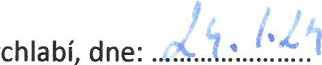 chlabí, dne: 24. 1. 24